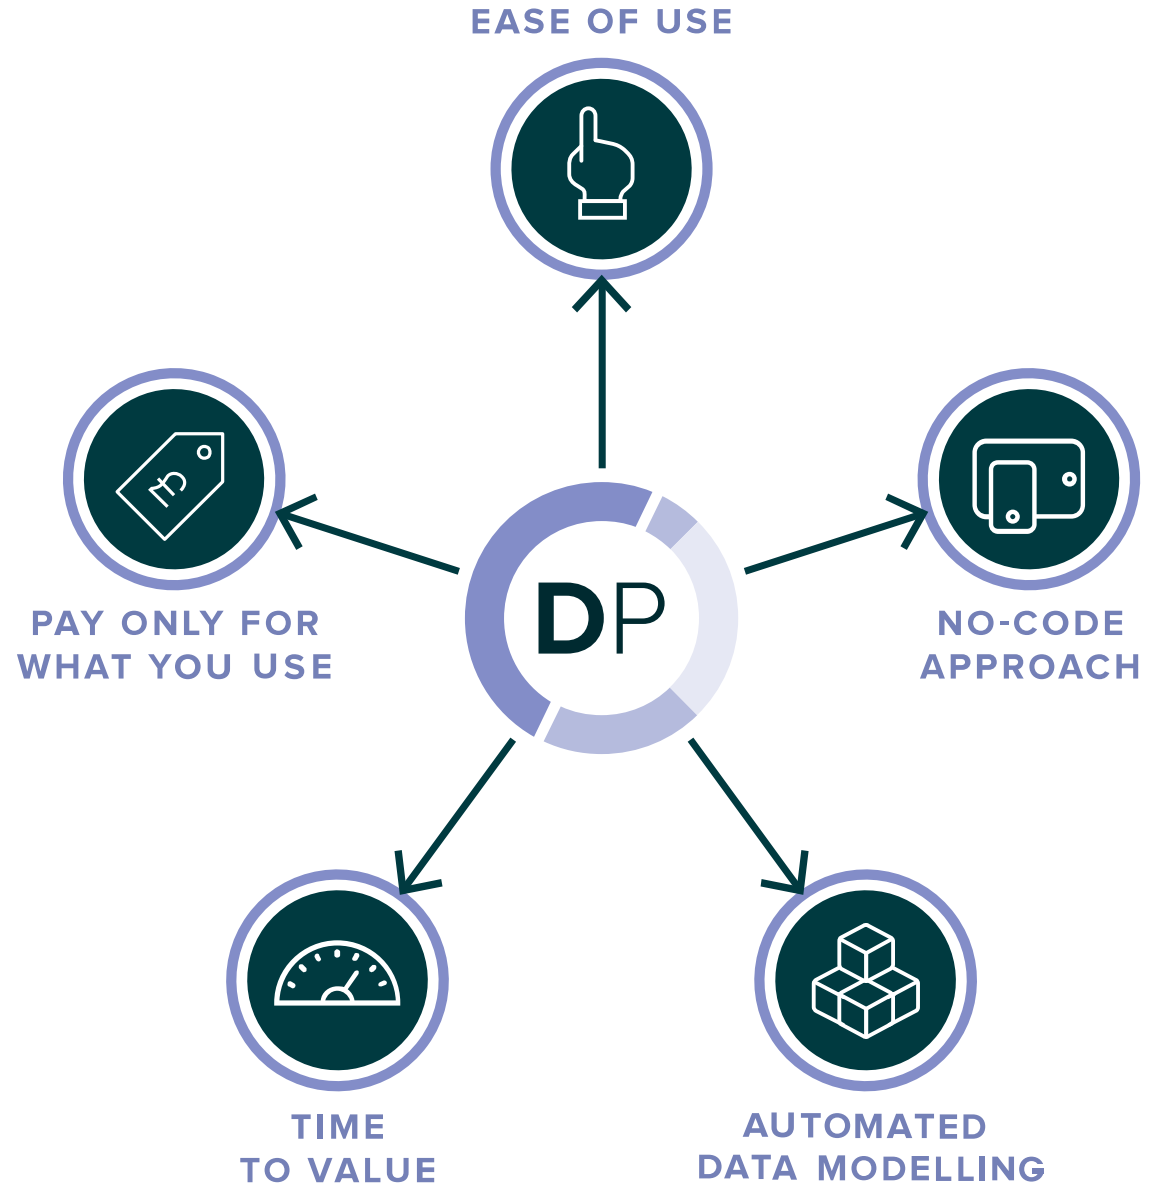 EASE OF USE
PAY ONLY FOR
WHAT YOU USE
£
DP
NO-CODE
APPROACH
TIME
TO VALUE
AUTOMATED
DATA MODELLING